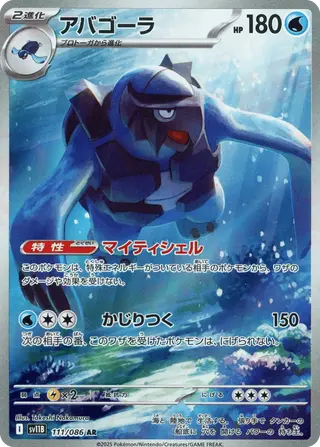 2進化
アバゴーラ
HP 180
プロトーガから進化
特性 マイティシェル
このポケモンは、特殊エネルギーがついている相手のポケモンから、ワザのダメージや効果を受けない。
かじりつく 150
次の相手の番、このワザを受けたポケモンは、にげられない。
弱点 ×2 抵抗力 にげる
Illus. Takeshi Nakamura
I sv11B 111/086 AR
©2025 Pokémon/Nintendo/Creatures/GAME FREAK.